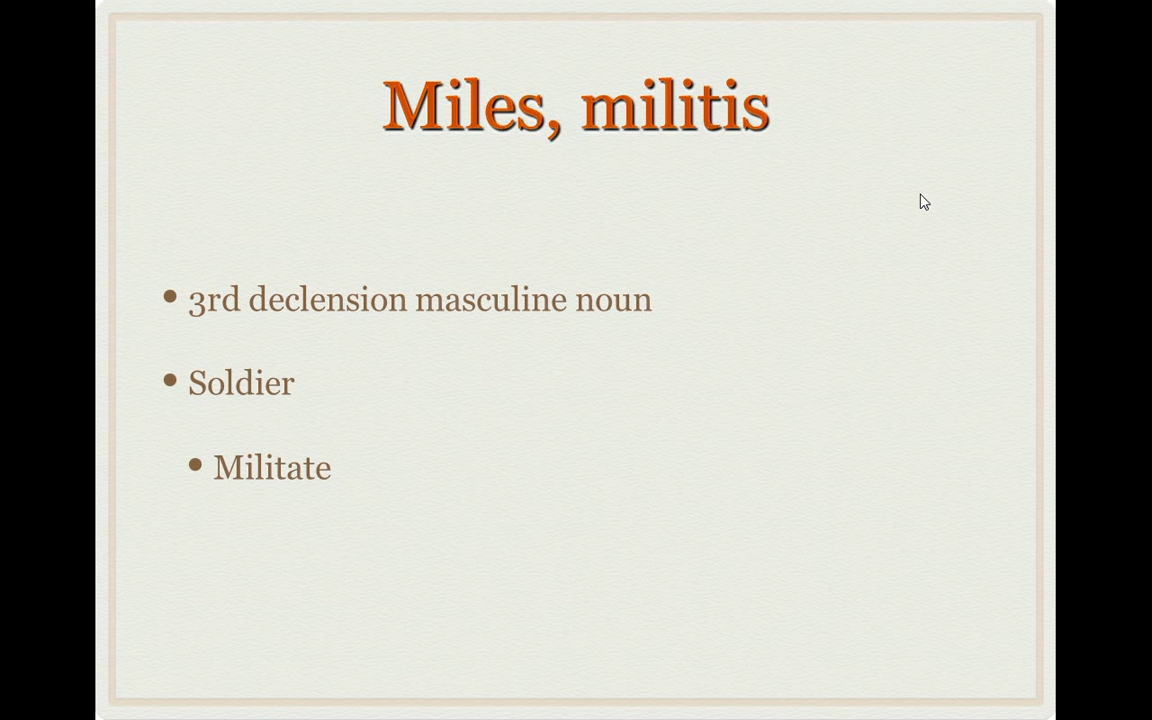 Miles, militis
• 3rd declension masculine noun
• Soldier
• Militate